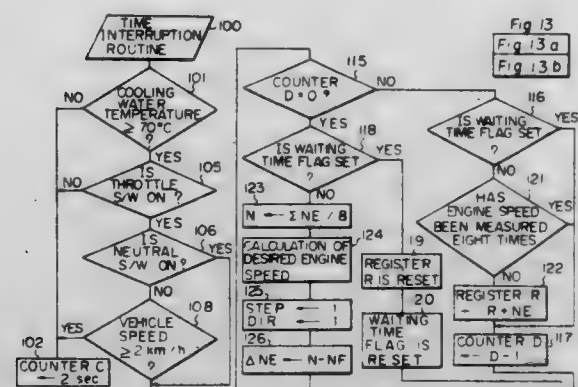 TIME
INTERRUPTION
ROUTINE
100
101
COOLING
WATER
TEMPERATURE
≥ 70°C
?
NO
YES
105
IS
THROTTLE
S/W ON ?
NO
YES
106
IS
NEUTRAL
S/W ON?
YES
NO
108
VEHICLE
SPEED
≥ 2 km/h
?
YES
NO
102
COUNTER C
← 2 sec
115
COUNTER
D = 0 ?
NO
YES
118
IS WAITING
TIME FLAG SET
?
YES
NO
123
N ← Σ NE / 8
124
CALCULATION OF
DESIRED ENGINE
SPEED
125
STEP ← 1
DIR ← 1
126
ΔNE ← N-NF
19
REGISTER
R IS RESET
20
WAITING
TIME
FLAG IS
RESET
Fig 13
Fig 13a
Fig 13b
116
IS WAITING
TIME FLAG SET
?
YES
NO
121
HAS
ENGINE SPEED
BEEN MEASURED
EIGHT TIMES
YES
NO
122
REGISTER R
← R + NE
COUNTER D
← D-1
117